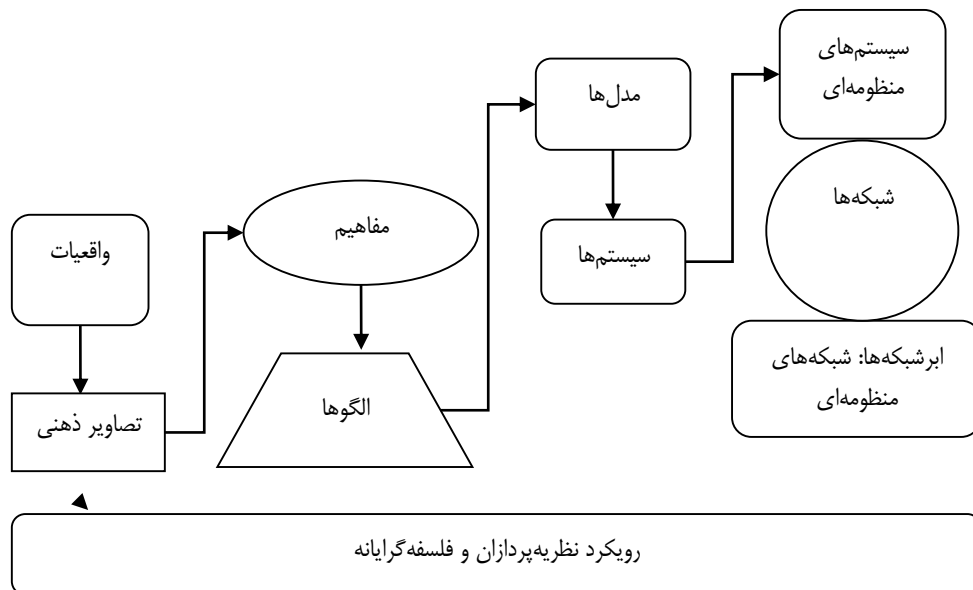 واقعیات
تصاویر ذهنی
مفاهیم
الگوها
مدل‌ها
سیستم‌ها
سیستم‌های
منظومه‌ای
شبکه‌ها
ابرشبکه‌ها: شبکه‌های
منظومه‌ای
رویکرد نظریه‌پردازان و فلسفه‌گرایانه